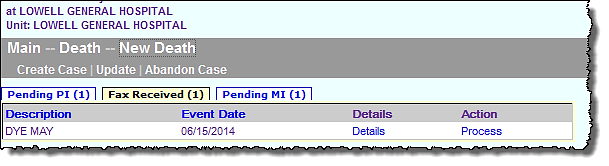 at LOWELL GENERAL HOSPITAL
Unit: LOWELL GENERAL HOSPITAL
Main -- Death -- New Death
Create Case | Update | Abandon Case
Pending PI (1) Fax Received (1) Pending MI (1)
Description Event Date Details Action
DYE MAY 06/15/2014 Details Process